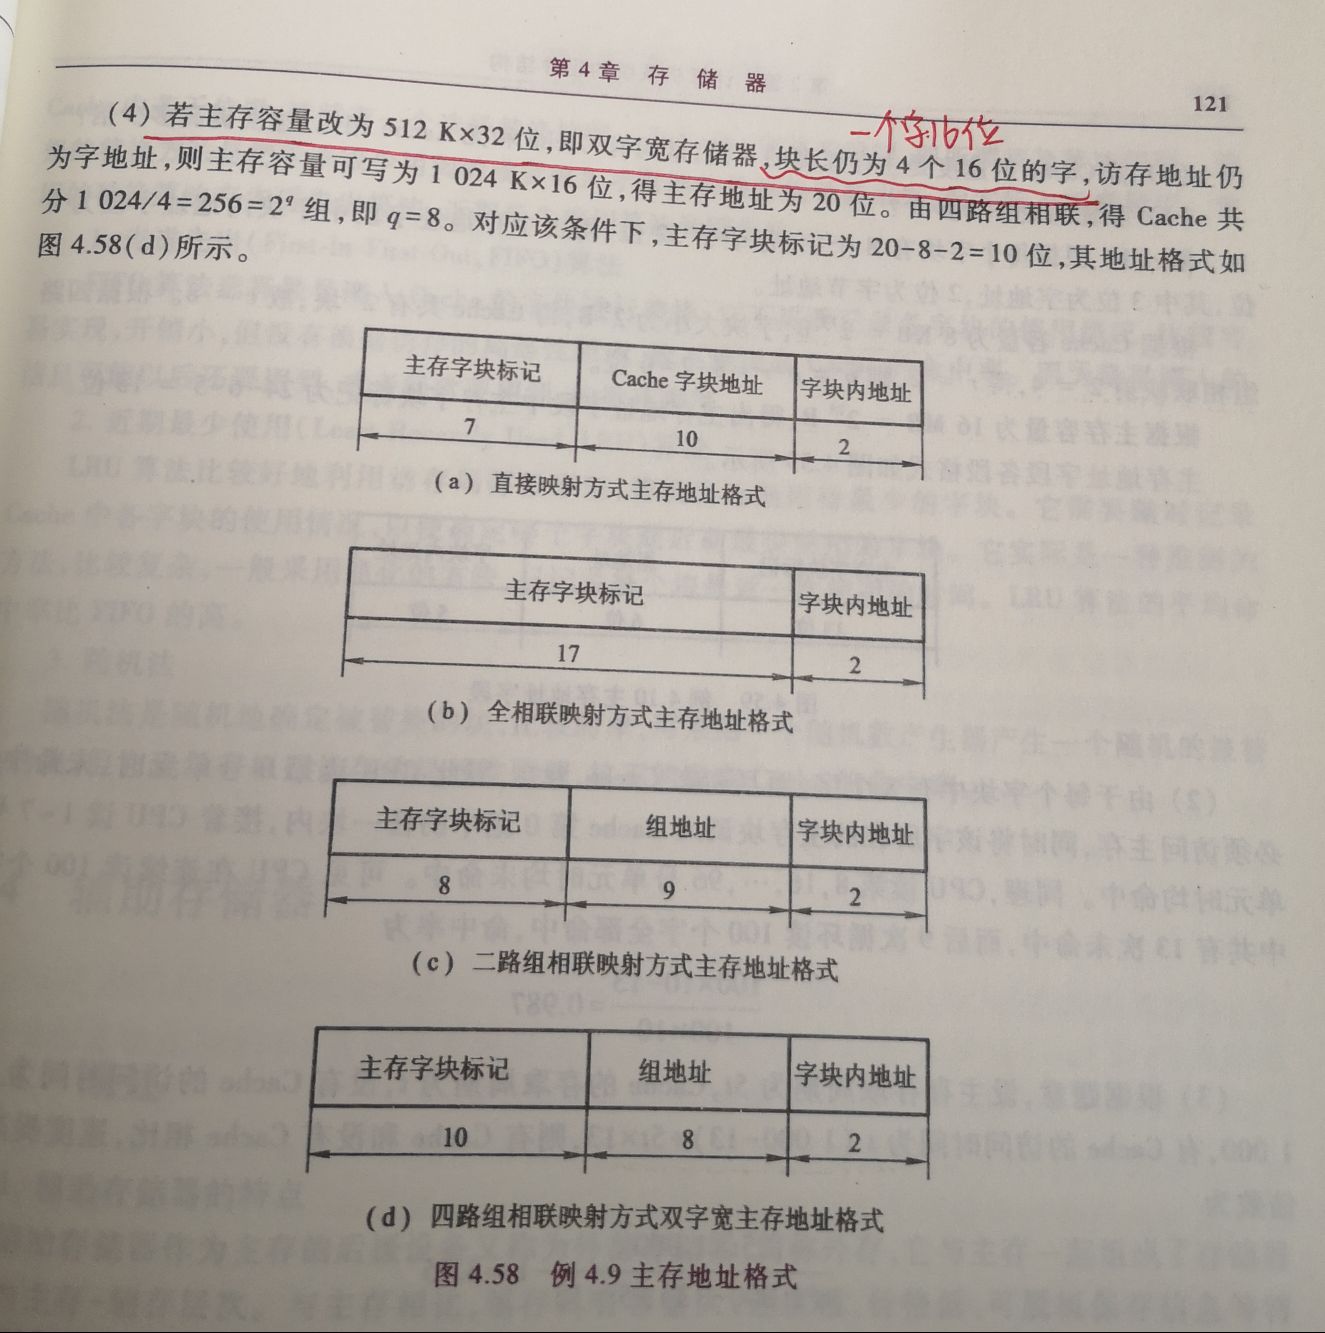 第4章 存 储 器
121
一个字16位
(4) 若主存容量改为 512 K×32 位,即双字宽存储器,块长仍为 4 个 16 位的字,访存地址仍
为字地址,则主存容量可写为 1 024 K×16 位,得主存地址为 20 位。由四路组相联,得 Cache 共
分 1 024/4=256=2^q 组,即 q=8。对应该条件下,主存字块标记为 20-8-2=10 位,其地址格式如
图 4.58(d)所示。
主存字块标记 Cache 字块地址 字块内地址
7 10 2
(a) 直接映射方式主存地址格式
主存字块标记 字块内地址
17 2
(b) 全相联映射方式主存地址格式
主存字块标记 组地址 字块内地址
8 9 2
(c) 二路组相联映射方式主存地址格式
主存字块标记 组地址 字块内地址
10 8 2
(d) 四路组相联映射方式双字宽主存地址格式
图 4.58 例 4.9 主存地址格式